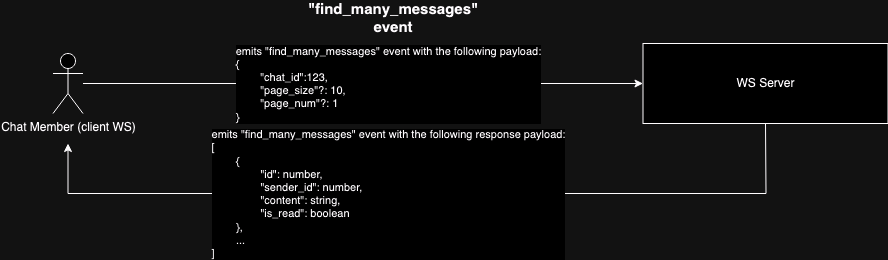 "find_many_messages"
event
emits "find_many_messages" event with the following payload:
{
"chat_id":123,
"page_size"?: 10,
"page_num"?: 1
}
Chat Member (client WS)
WS Server
emits "find_many_messages" event with the following response payload:
[
{
"id": number,
"sender_id": number,
"content": string,
"is_read": boolean
},
...
]